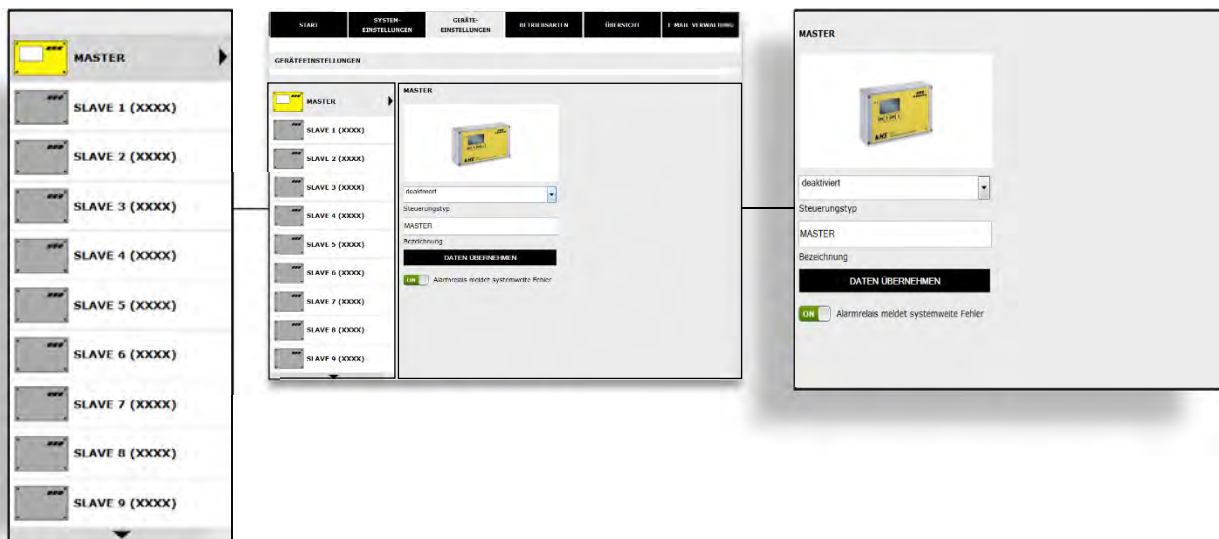 MASTER
SLAVE 1 (XXXX)
SLAVE 2 (XXXX)
SLAVE 3 (XXXX)
SLAVE 4 (XXXX)
SLAVE 5 (XXXX)
SLAVE 6 (XXXX)
SLAVE 7 (XXXX)
SLAVE 8 (XXXX)
SLAVE 9 (XXXX)
START
SYSTEM-
EINSTELLUNGEN
GERÄTE-
EINSTELLUNGEN
BETRIEBSARTEN
ÜBERSICHT
E-MAIL VERWALTUNG
GERÄTEEINSTELLUNGEN
MASTER
SLAVE 1 (XXXX)
SLAVE 2 (XXXX)
SLAVE 3 (XXXX)
SLAVE 4 (XXXX)
SLAVE 5 (XXXX)
SLAVE 6 (XXXX)
SLAVE 7 (XXXX)
SLAVE 8 (XXXX)
SLAVE 9 (XXXX)
MASTER
KHS
deaktiviert
Steuerungstyp
MASTER
Bezeichnung
DATEN ÜBERNEHMEN
ON Alarmrelais meldet systemweite Fehler
MASTER
KHS
deaktiviert
Steuerungstyp
MASTER
Bezeichnung
DATEN ÜBERNEHMEN
ON Alarmrelais meldet systemweite Fehler